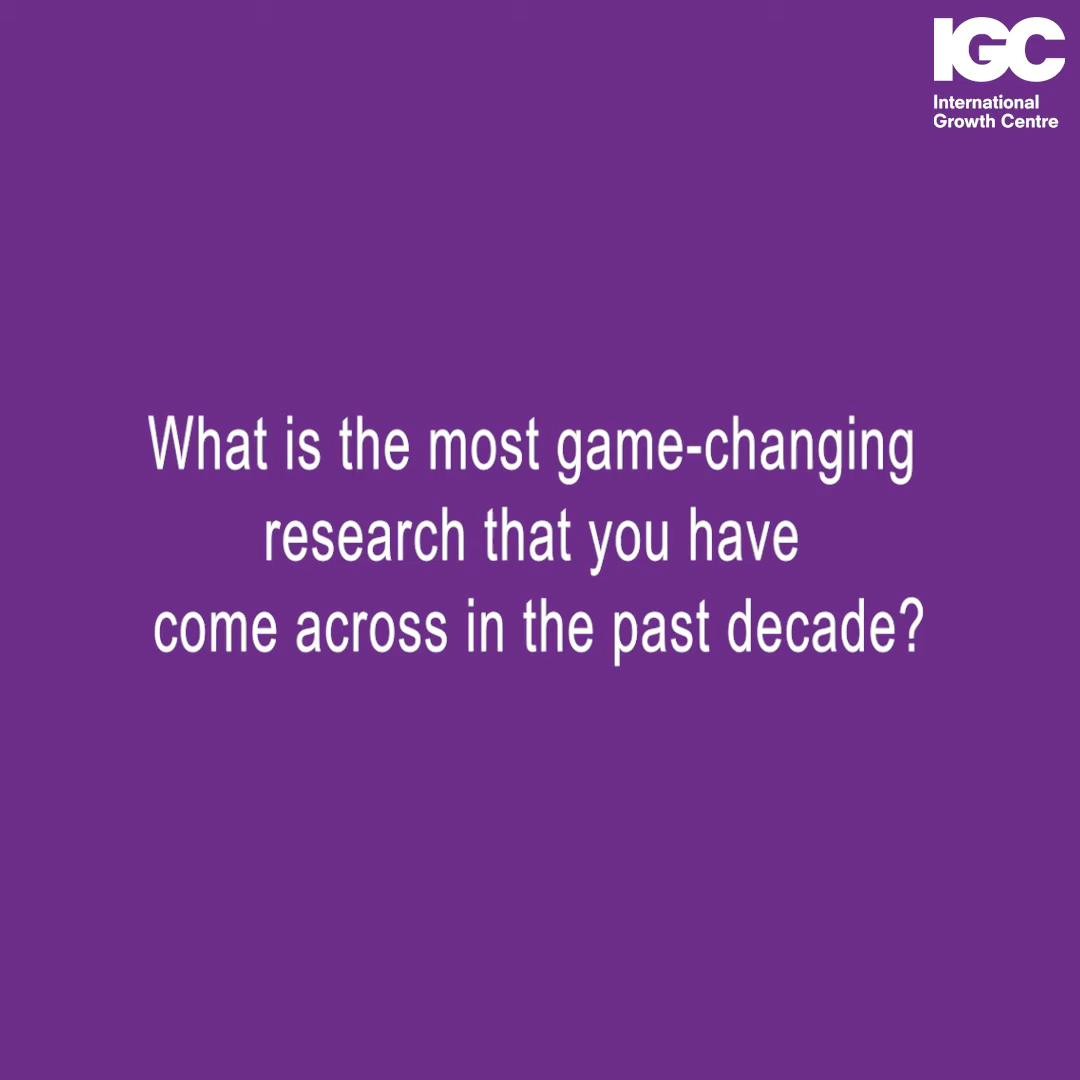 IGC
International
Growth Centre
What is the most game-changing
research that you have
come across in the past decade?